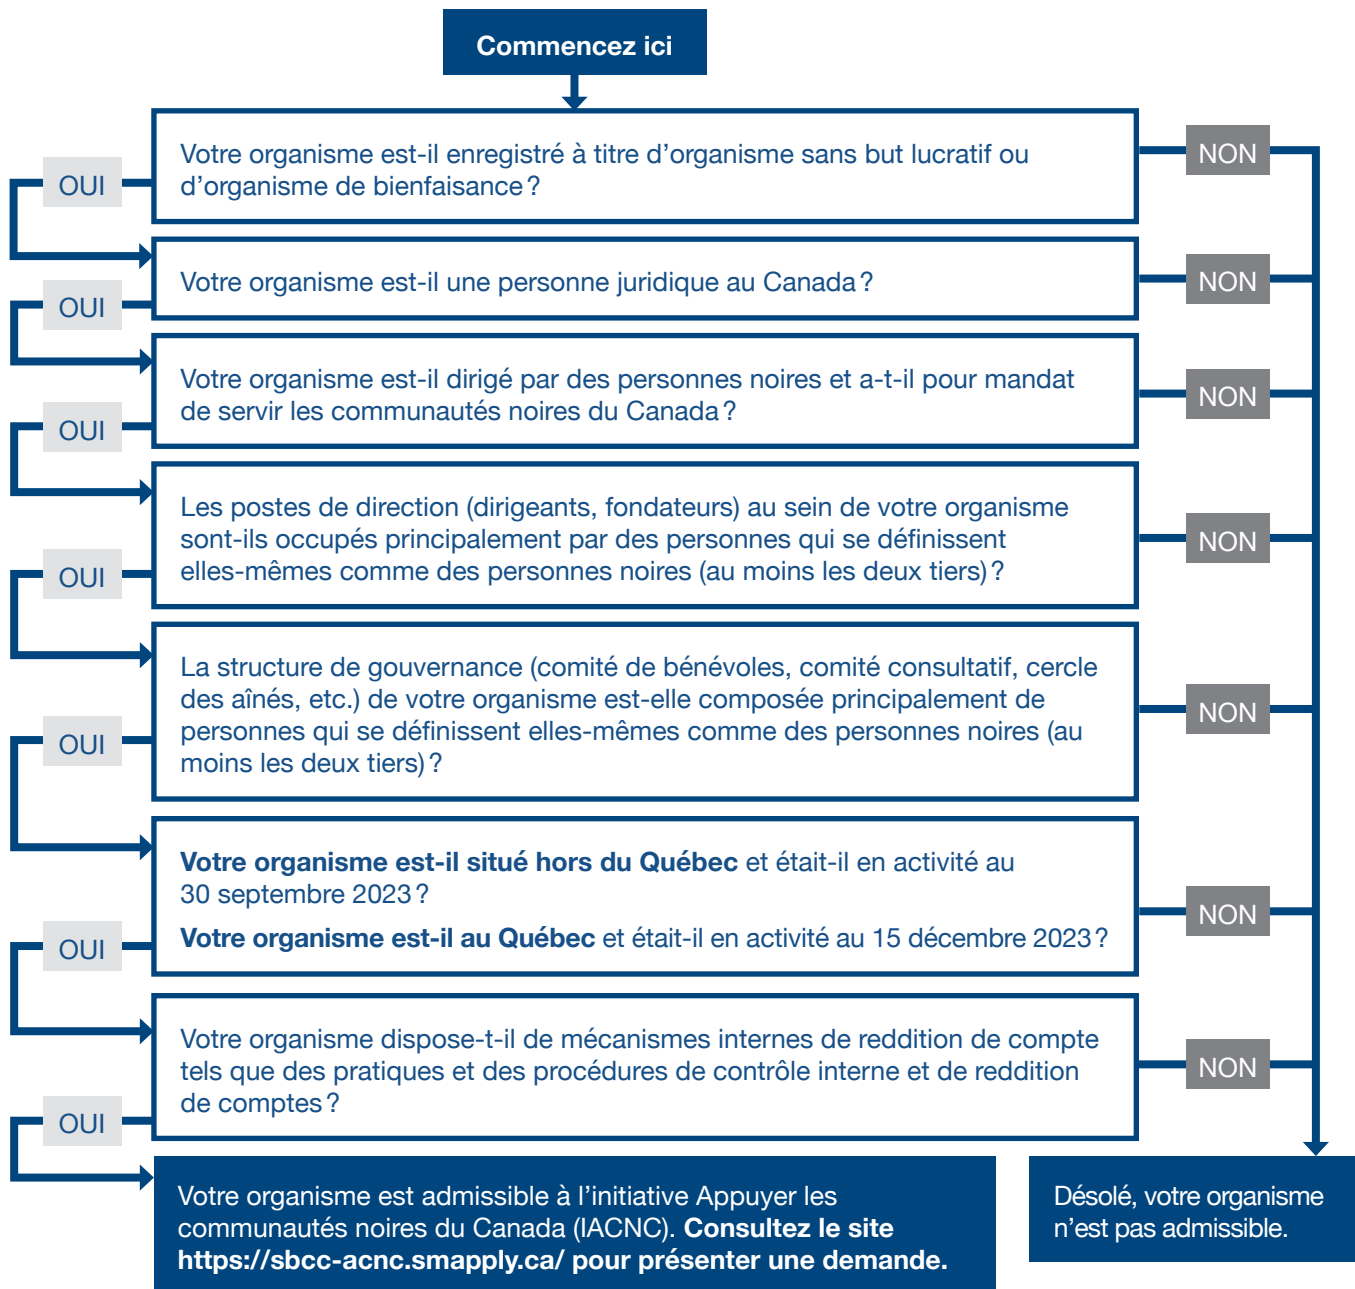 Commencez ici
Votre organisme est-il enregistré à titre d'organisme sans but lucratif ou
d'organisme de bienfaisance ?
NON
OUI
Votre organisme est-il une personne juridique au Canada ?
NON
OUI
Votre organisme est-il dirigé par des personnes noires et a-t-il pour mandat
de servir les communautés noires du Canada ?
NON
OUI
Les postes de direction (dirigeants, fondateurs) au sein de votre organisme
sont-ils occupés principalement par des personnes qui se définissent
elles-mêmes comme des personnes noires (au moins les deux tiers) ?
NON
OUI
La structure de gouvernance (comité de bénévoles, comité consultatif, cercle
des aînés, etc.) de votre organisme est-elle composée principalement de
personnes qui se définissent elles-mêmes comme des personnes noires (au
moins les deux tiers) ?
NON
OUI
Votre organisme est-il situé hors du Québec et était-il en activité au
30 septembre 2023 ?
Votre organisme est-il au Québec et était-il en activité au 15 décembre 2023 ?
NON
OUI
Votre organisme dispose-t-il de mécanismes internes de reddition de compte
tels que des pratiques et des procédures de contrôle interne et de reddition
de comptes ?
NON
OUI
Votre organisme est admissible à l'initiative Appuyer les
communautés noires du Canada (IACNC). Consultez le site
https://sbcc-acnc.smapply.ca/ pour présenter une demande.
Désolé, votre organisme
n'est pas admissible.